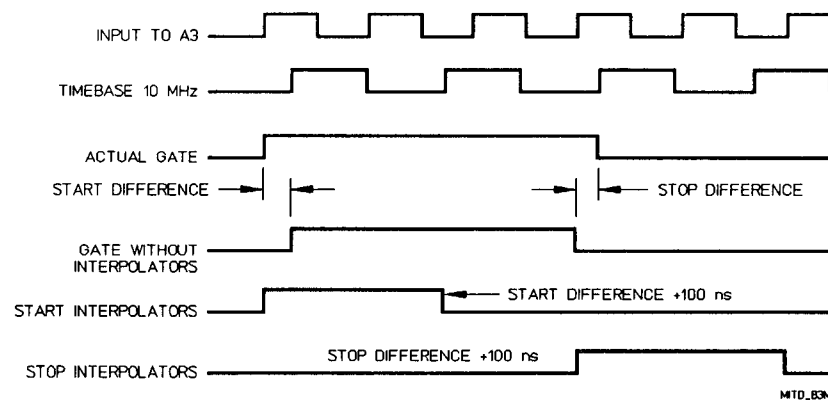 INPUT TO A3
TIMEBASE 10 MHz
ACTUAL GATE
START DIFFERENCE
STOP DIFFERENCE
GATE WITHOUT
INTERPOLATORS
START INTERPOLATORS
START DIFFERENCE +100 ns
STOP DIFFERENCE +100 ns
STOP INTERPOLATORS